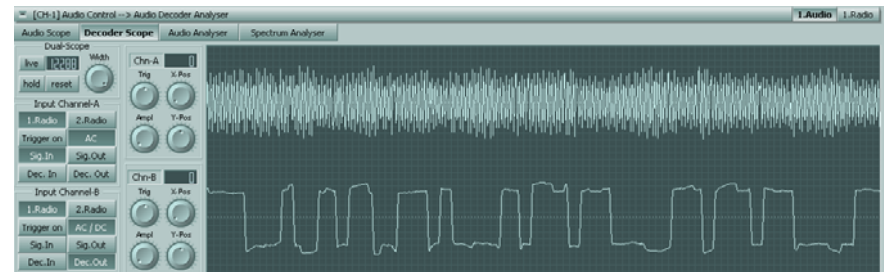 [CH-1] Audio Control --> Audio Decoder Analyser 1.Audio 1.Radio
Audio Scope Decoder Scope Audio Analyser Spectrum Analyser
Dual-Scope
live 12288 Width
hold reset
Input Channel-A
1.Radio 2.Radio
Trigger on AC
Sig.In Sig.Out
Dec. In Dec. Out
Input Channel-B
1.Radio 2.Radio
Trigger on AC / DC
Sig.In Sig.Out
Dec.In Dec.Out
Chn-A 0
Trig X-Pos
Ampl Y-Pos
Chn-B 0
Trig X-Pos
Ampl Y-Pos